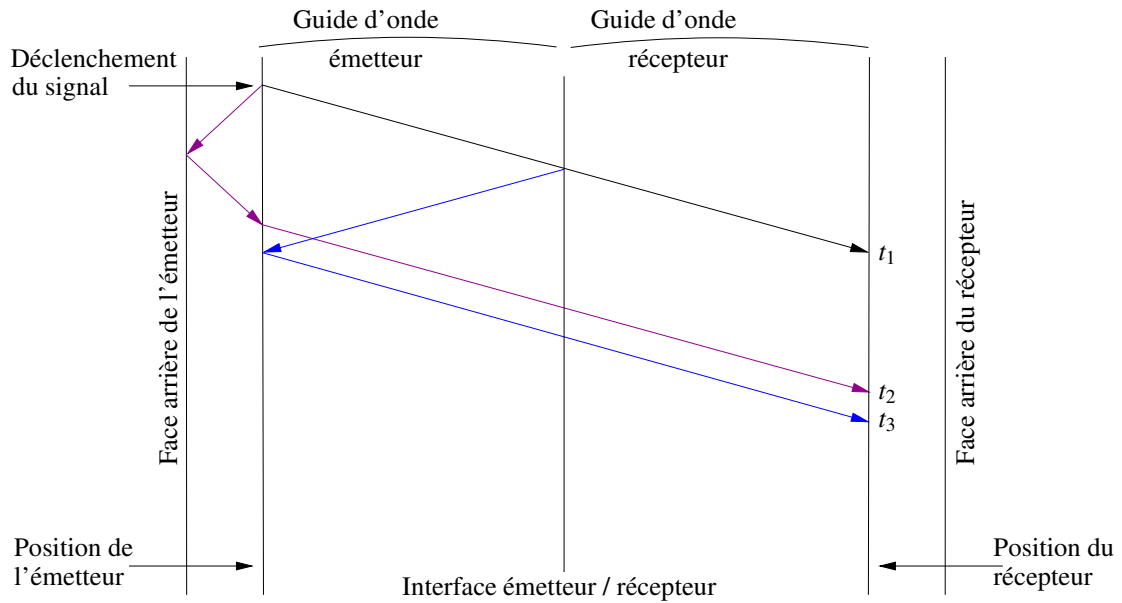 Guide d'onde
émetteur
Guide d'onde
récepteur
Déclenchement
du signal
Face arrière de l'émetteur
Face arrière du récepteur
t1
t2
t3
Position de
l'émetteur
Interface émetteur / récepteur
Position du
récepteur